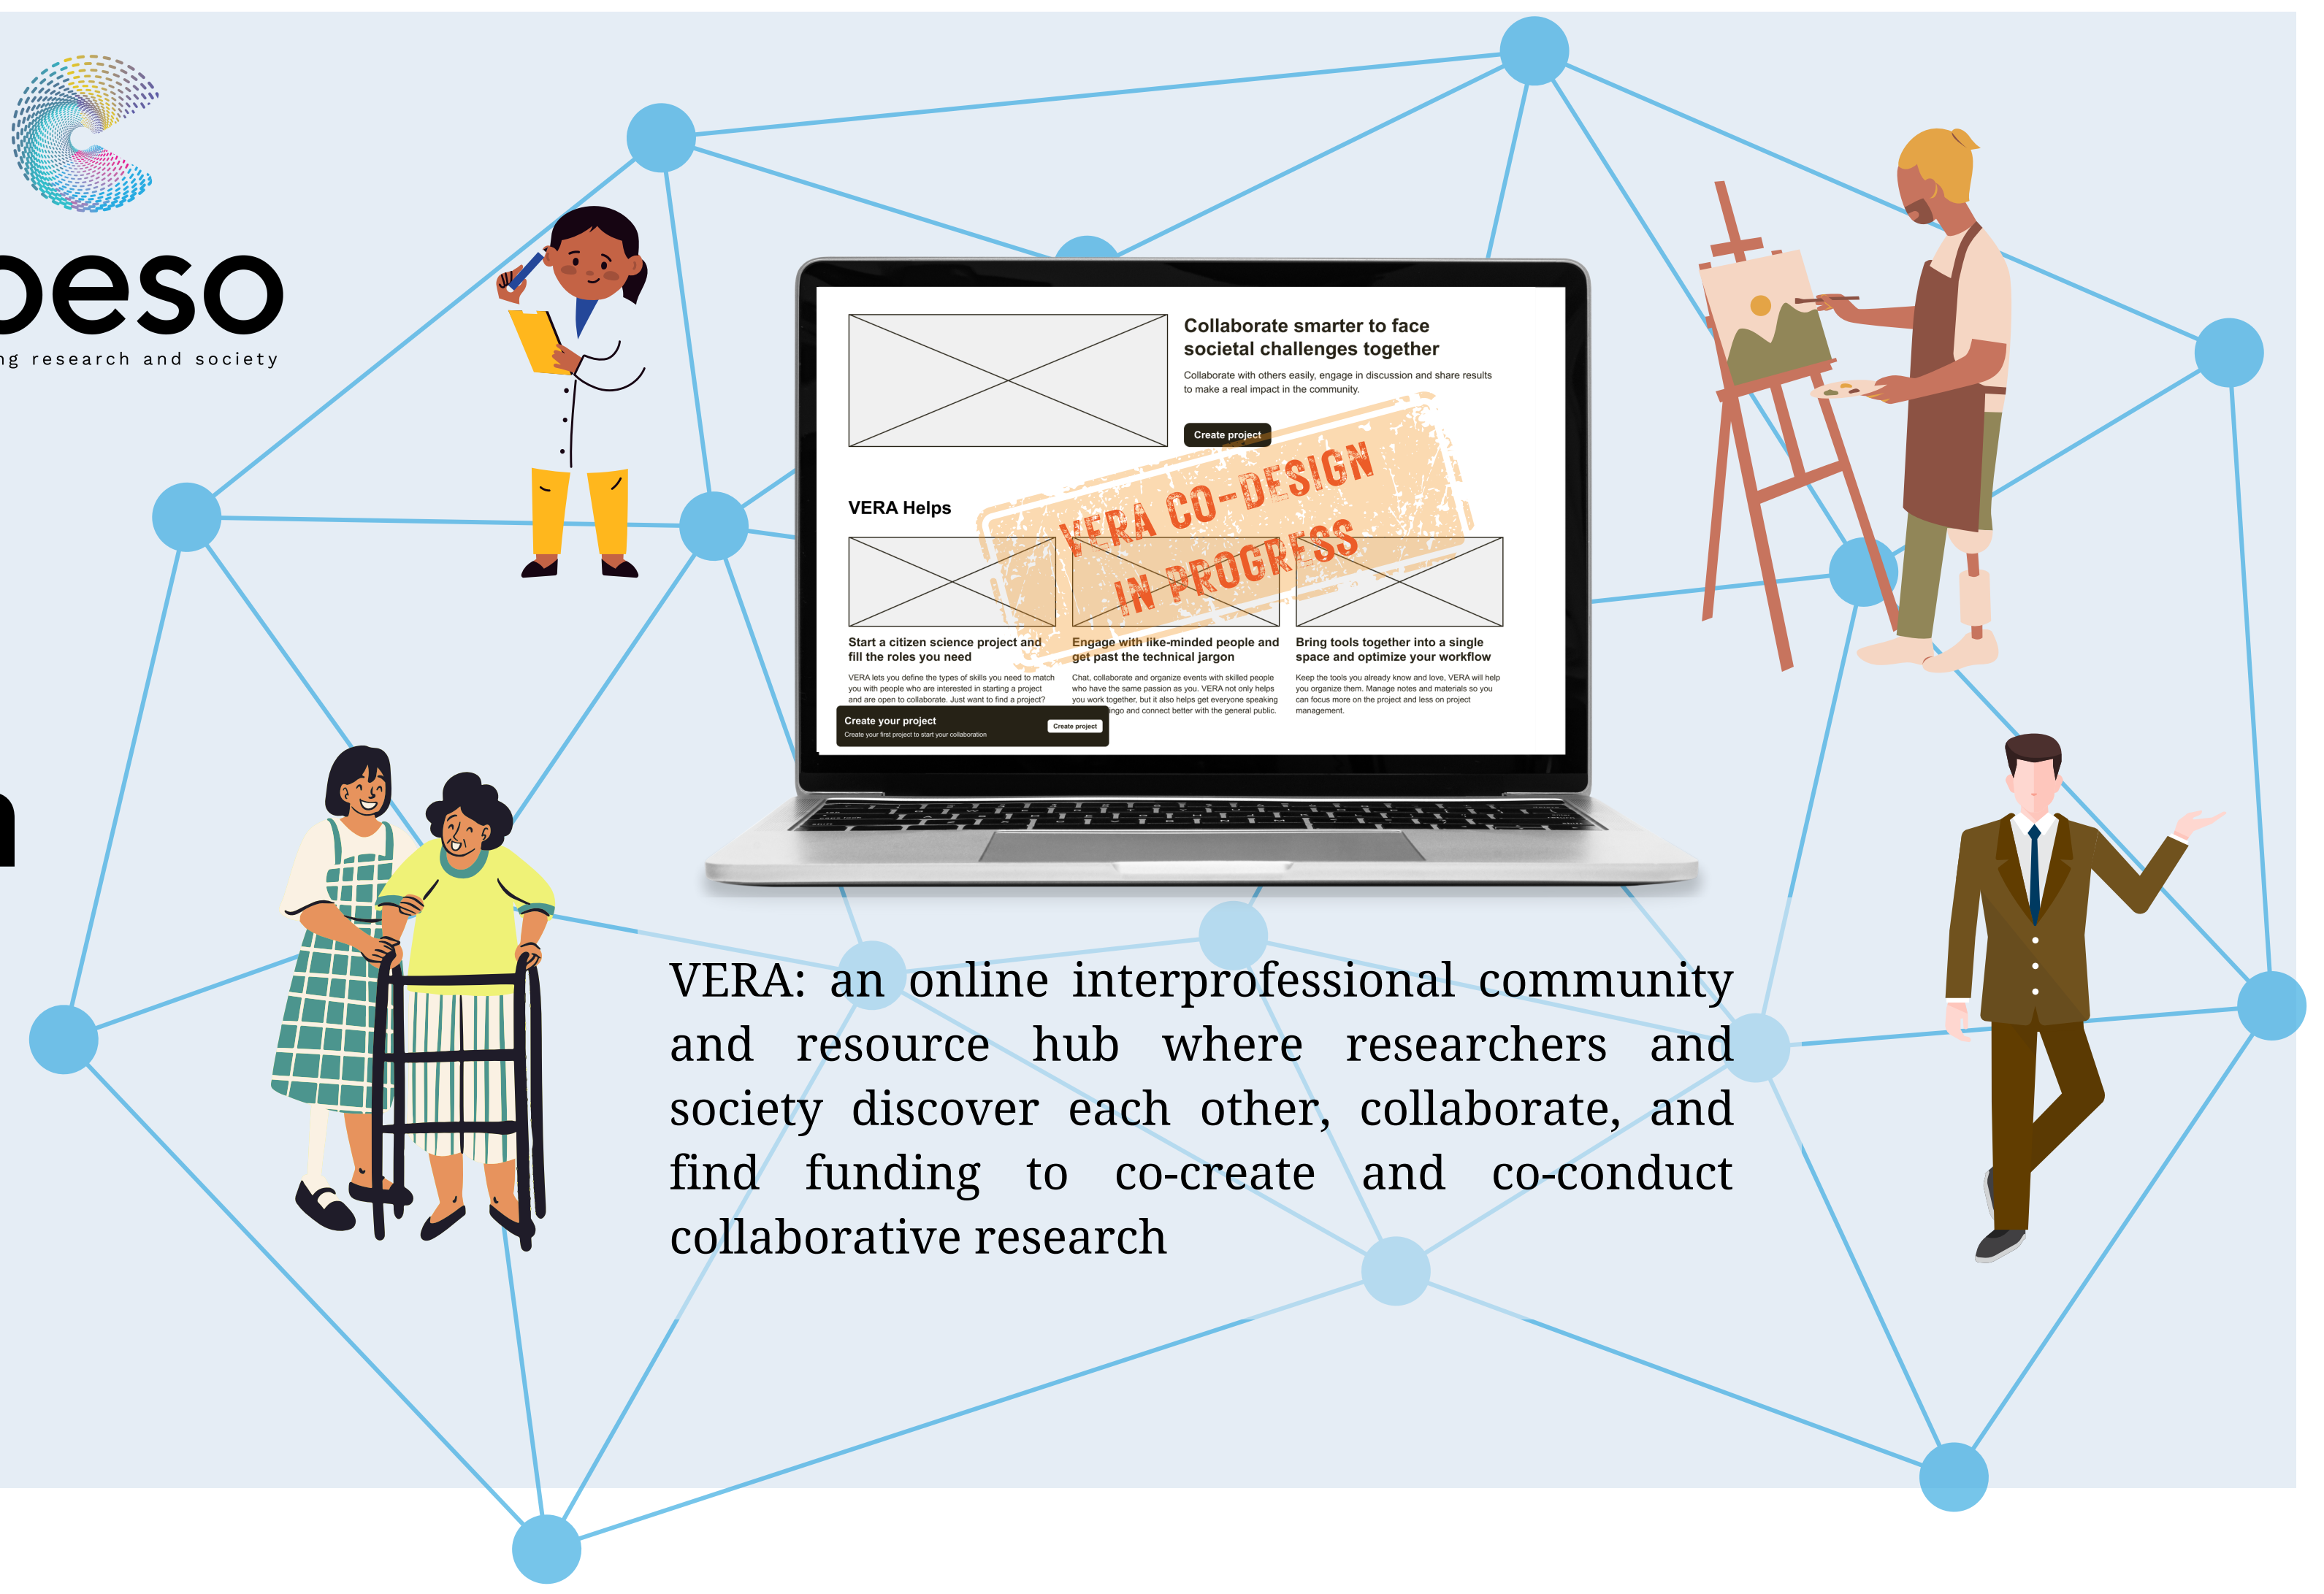 peso
ng research and society
Collaborate smarter to face
societal challenges together
Collaborate with others easily, engage in discussion and share results
to make a real impact in the community.
Create project
VERA CO-DESIGN
IN PROGRESS
VERA Helps
Start a citizen science project and
fill the roles you need
VERA lets you define the types of skills you need to match
you with people who are interested in starting a project
and are open to collaborate. Just want to find a project?
Engage with like-minded people and
get past the technical jargon
Chat, collaborate and organize events with skilled people
who have the same passion as you. VERA not only helps
you work together, but it also helps get everyone speaking
ngo and connect better with the general public.
Bring tools together into a single
space and optimize your workflow
Keep the tools you already know and love, VERA will help
you organize them. Manage notes and materials so you
can focus more on the project and less on project
management.
Create your project
Create your first project to start your collaboration
Create project
VERA: an online interprofessional community
and resource hub where researchers and
society discover each other, collaborate, and
find funding to co-create and co-conduct
collaborative research